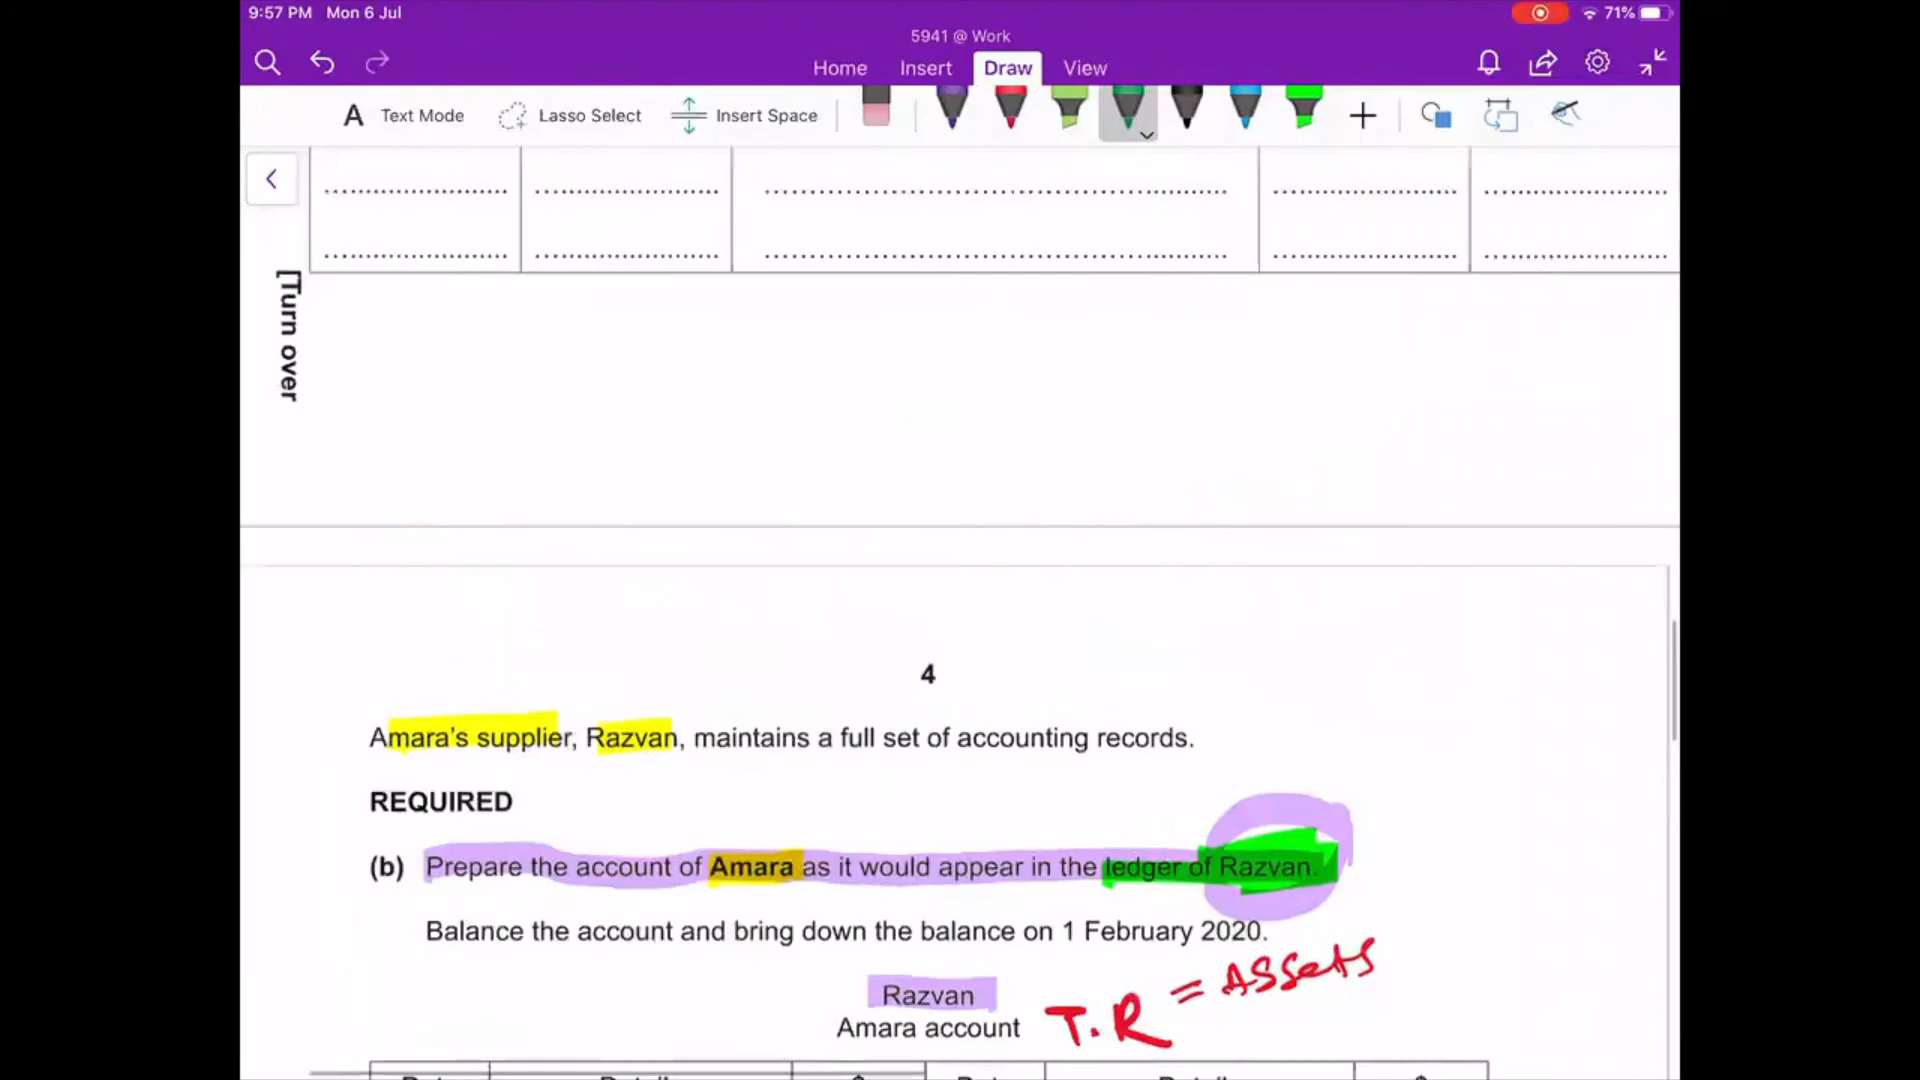 9:57 PM Mon 6 Jul
71%
5941 @ Work
Home Insert Draw View
A Text Mode Lasso Select Insert Space
[Turn over
4
Amara's supplier, Razvan, maintains a full set of accounting records.
REQUIRED
(b) Prepare the account of Amara as it would appear in the ledger of Razvan.
Balance the account and bring down the balance on 1 February 2020.
Razvan
Amara account
T.R = Assets